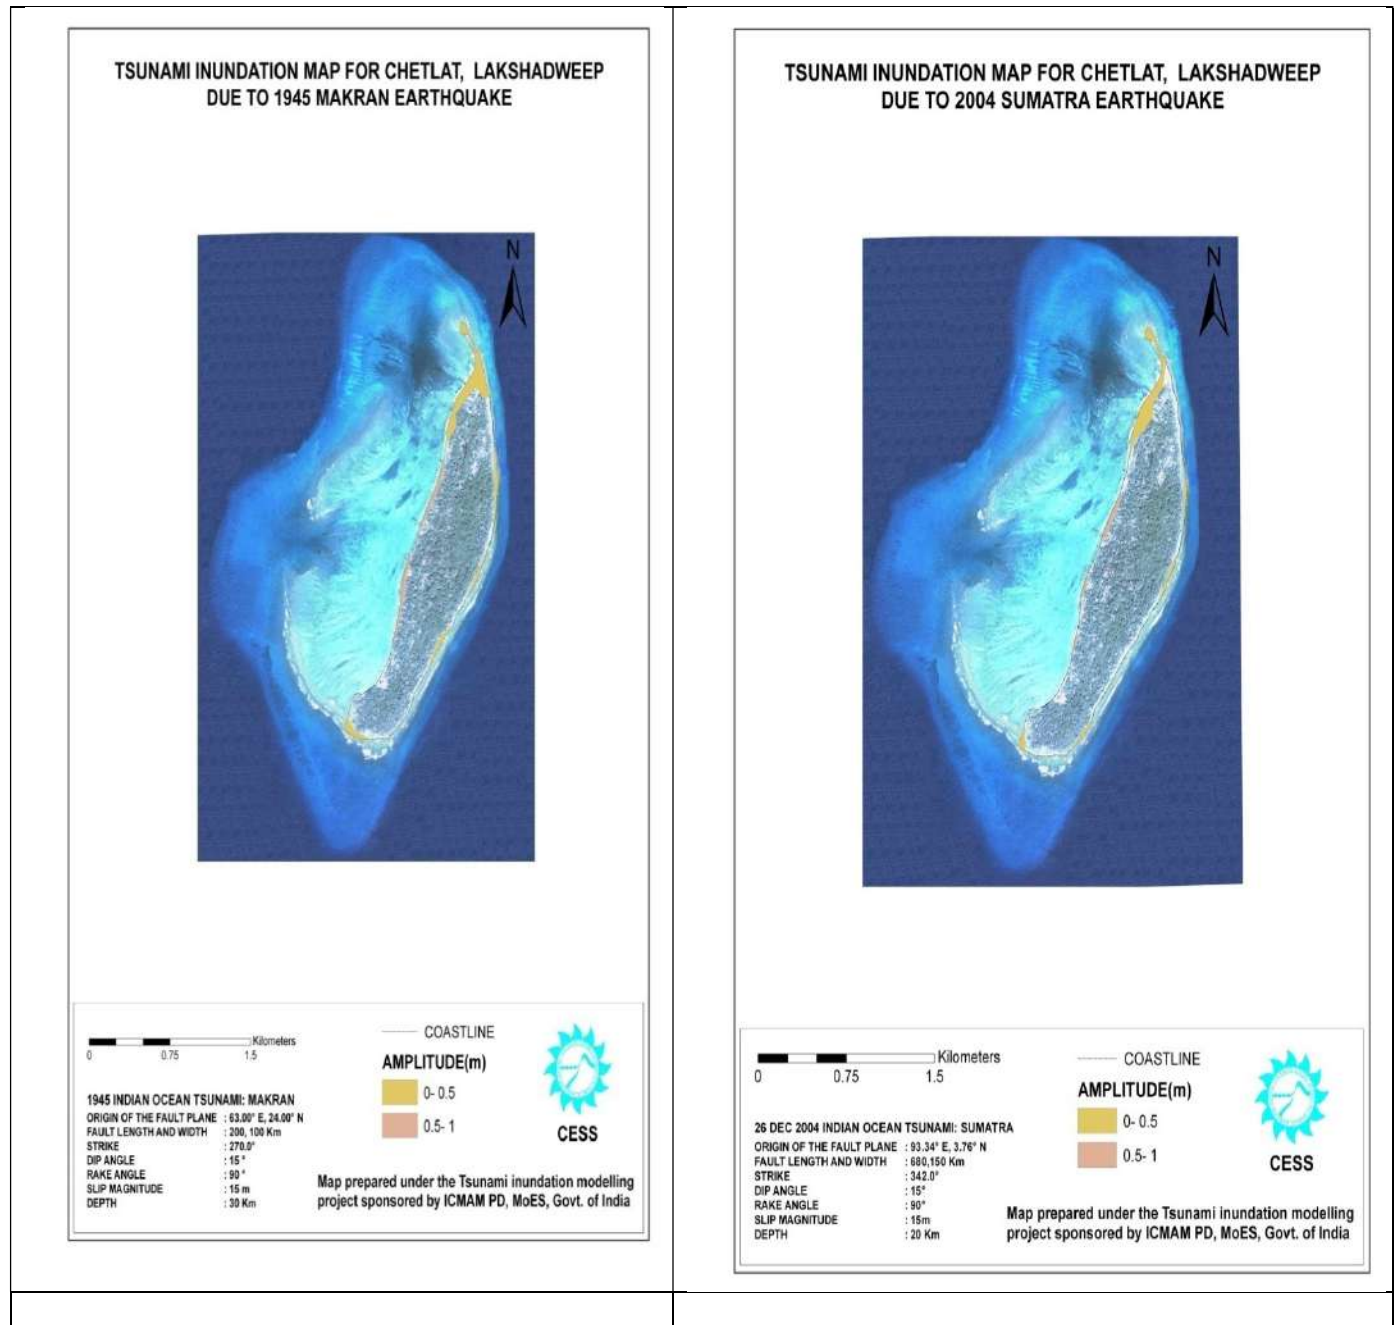 TSUNAMI INUNDATION MAP FOR CHETLAT, LAKSHADWEEP
DUE TO 1945 MAKRAN EARTHQUAKE
N
Kilometers
0 0.75 1.5
COASTLINE
AMPLITUDE(m)
0- 0.5
0.5- 1
CESS
1945 INDIAN OCEAN TSUNAMI: MAKRAN
ORIGIN OF THE FAULT PLANE : 63.00° E, 24.00° N
FAULT LENGTH AND WIDTH : 200, 100 Km
STRIKE : 270.0°
DIP ANGLE : 15 °
RAKE ANGLE : 90 °
SLIP MAGNITUDE : 15 m
DEPTH : 30 Km
Map prepared under the Tsunami inundation modelling
project sponsored by ICMAM PD, MoES, Govt. of India
TSUNAMI INUNDATION MAP FOR CHETLAT, LAKSHADWEEP
DUE TO 2004 SUMATRA EARTHQUAKE
N
Kilometers
0 0.75 1.5
COASTLINE
AMPLITUDE(m)
0- 0.5
0.5- 1
CESS
26 DEC 2004 INDIAN OCEAN TSUNAMI: SUMATRA
ORIGIN OF THE FAULT PLANE : 93.34° E, 3.76° N
FAULT LENGTH AND WIDTH : 680,150 Km
STRIKE : 342.0°
DIP ANGLE : 15°
RAKE ANGLE : 90°
SLIP MAGNITUDE : 15m
DEPTH : 20 Km
Map prepared under the Tsunami inundation modelling
project sponsored by ICMAM PD, MoES, Govt. of India